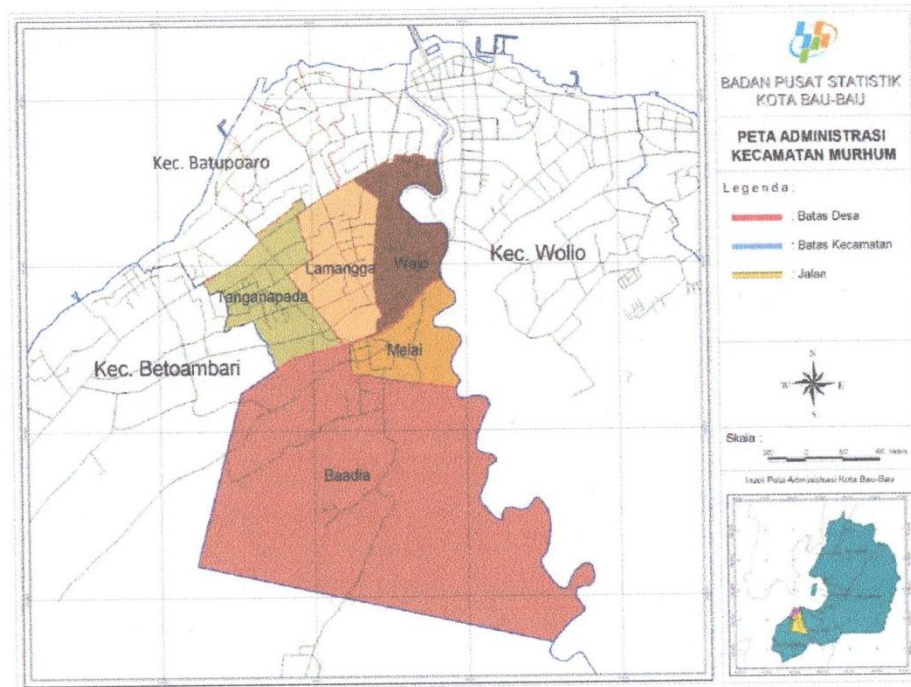 BADAN PUSAT STATISTIK
KOTA BAU-BAU
PETA ADMINISTRASI
KECAMATAN MURHUM
Legenda :
: Batas Desa
: Batas Kecamatan
: Jalan
N
W E
S
Skala :
Inzet Peta Administrasi Kota Bau-Bau
Kec. Batupoaro
Kec. Wolio
Lamangga
Wajo
Tanganapada
Melai
Kec. Betoambari
Baadia